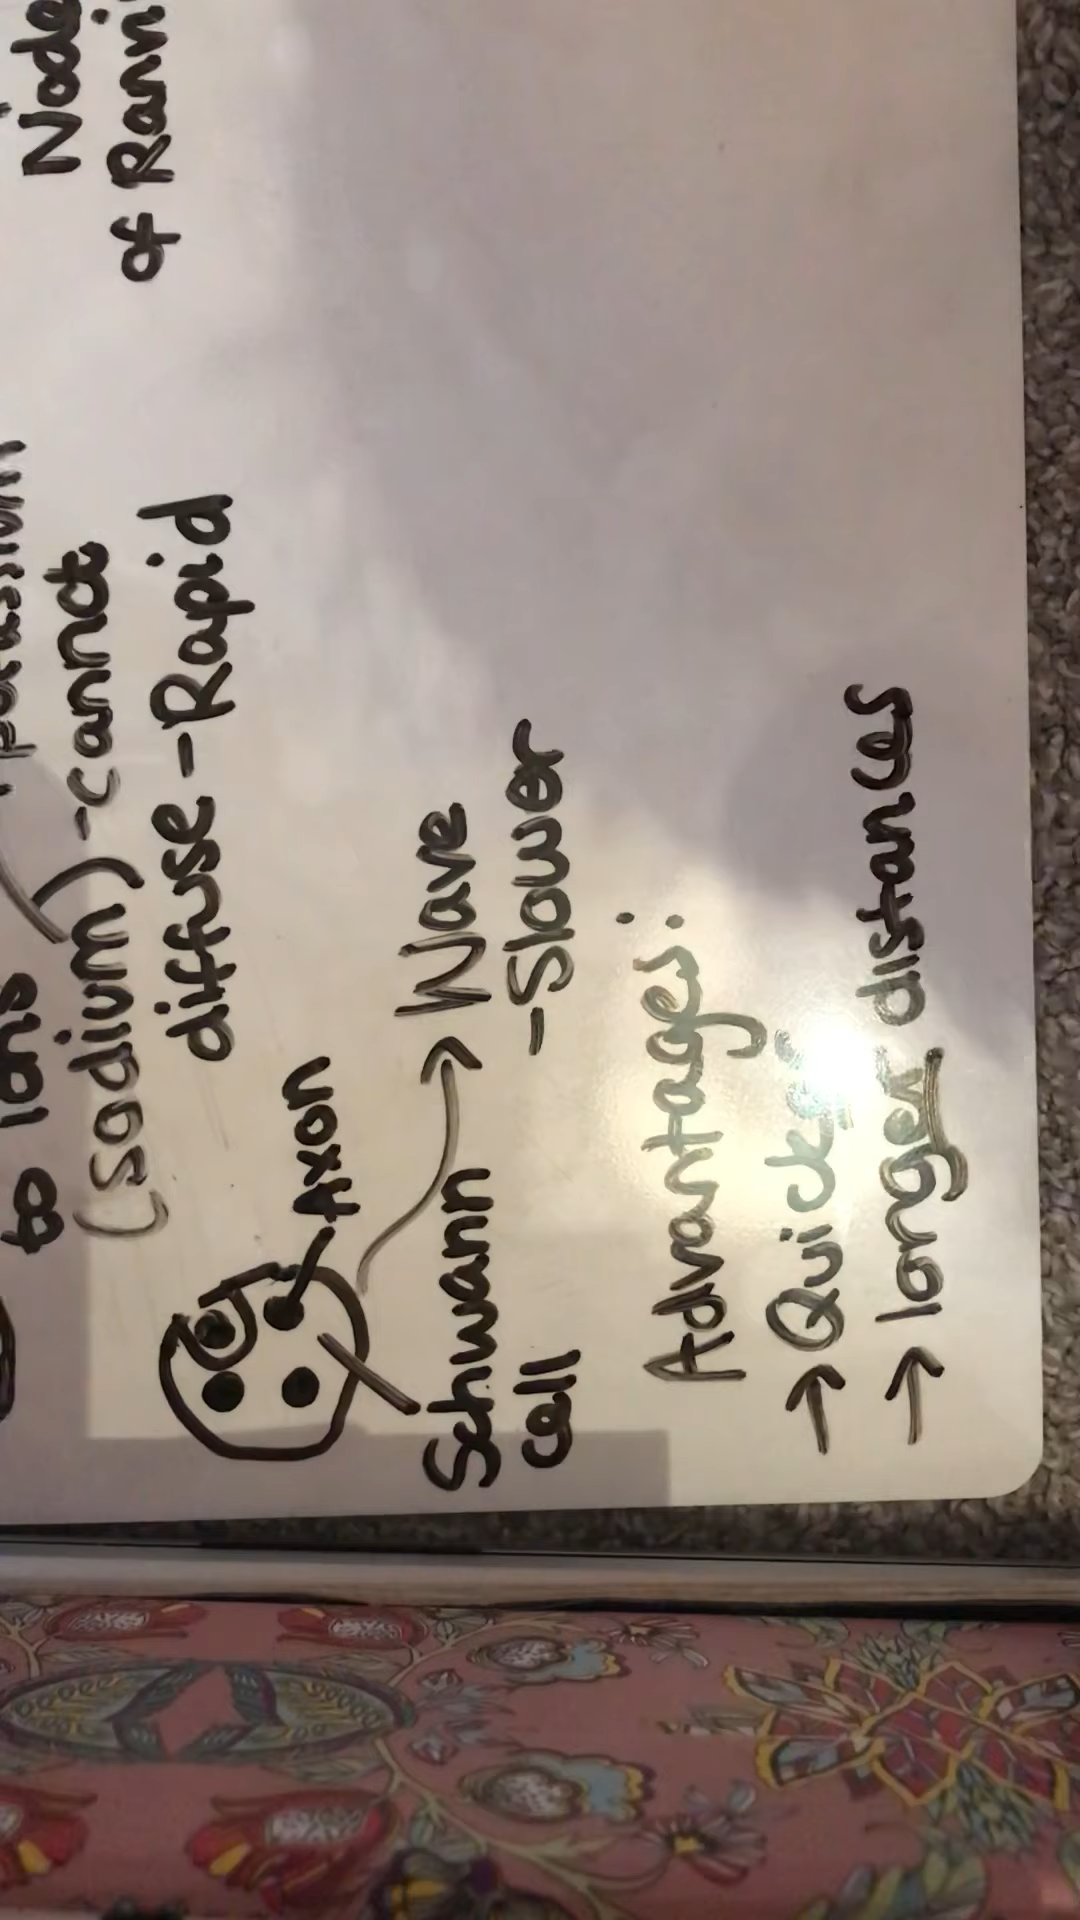 Node
of Ranvi
to ions
(sodium) -cannot
diffuse -Rapid
Axon
Schwann
cell
Wave
-Slower
Advantages:
→ Quicker
→ longer distances